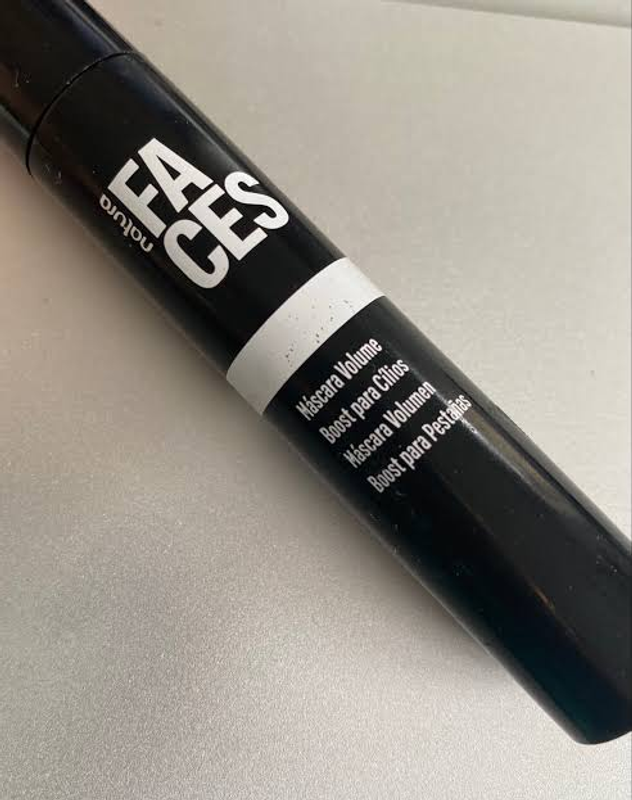 natura
FA
CES
Máscara Volume
Boost para Cílios
Máscara Volumen
Boost para Pestañas